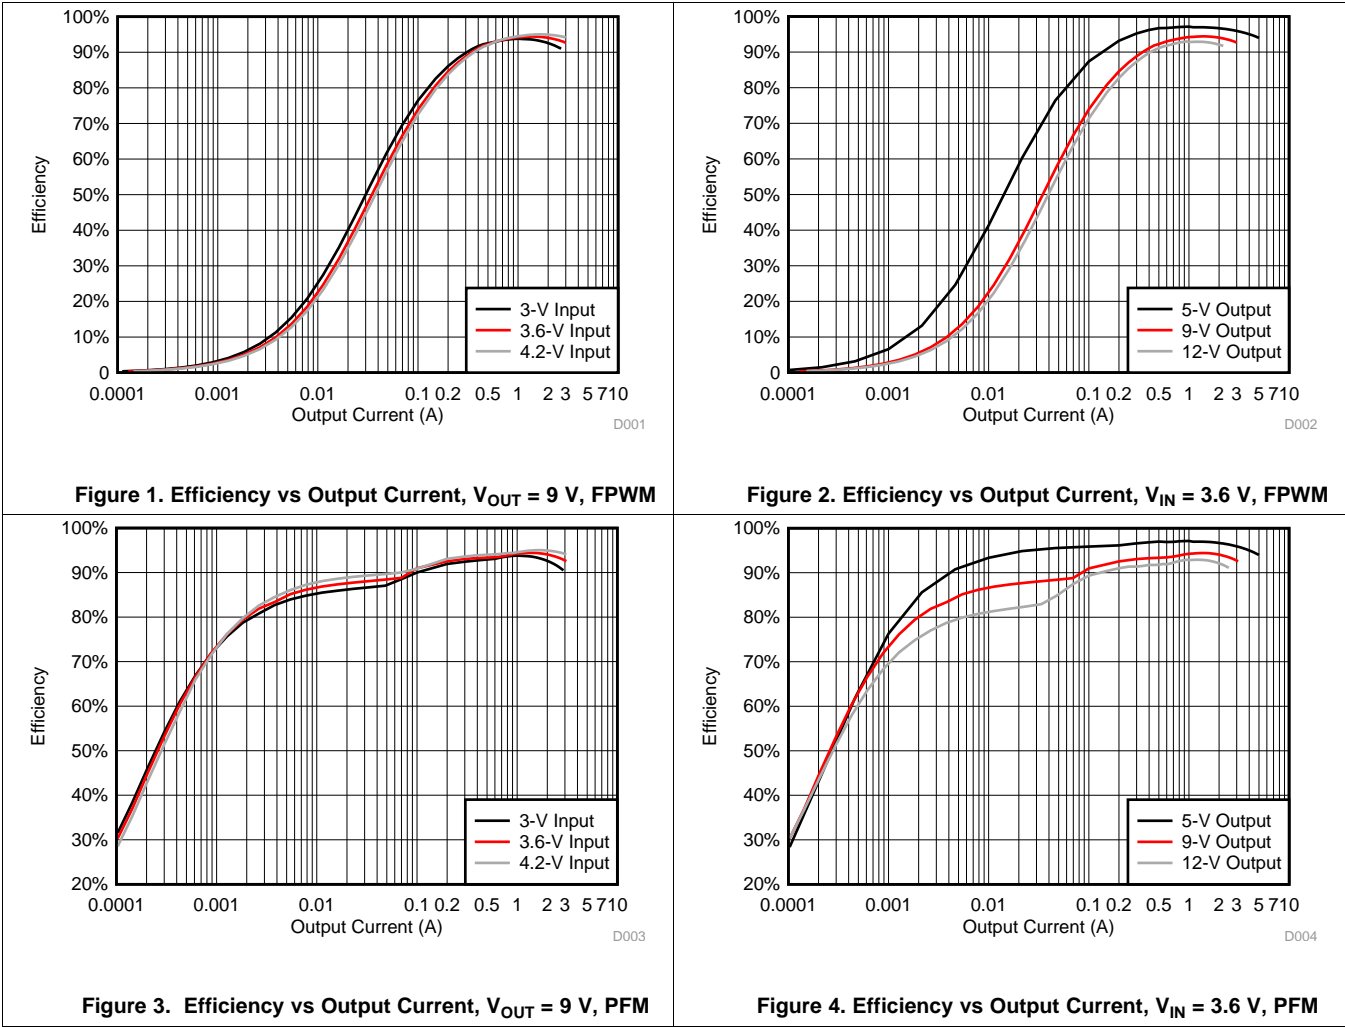 100%
90%
80%
70%
60%
50%
40%
30%
20%
10%
0
Efficiency
0.0001 0.001 0.01 0.1 0.2 0.5 1 2 3 5 7 10
Output Current (A)
3-V Input
3.6-V Input
4.2-V Input
D001
Figure 1. Efficiency vs Output Current, VOUT = 9 V, FPWM
100%
90%
80%
70%
60%
50%
40%
30%
20%
10%
0
Efficiency
0.0001 0.001 0.01 0.1 0.2 0.5 1 2 3 5 7 10
Output Current (A)
5-V Output
9-V Output
12-V Output
D002
Figure 2. Efficiency vs Output Current, VIN = 3.6 V, FPWM
100%
90%
80%
70%
60%
50%
40%
30%
20%
Efficiency
0.0001 0.001 0.01 0.1 0.2 0.5 1 2 3 5 7 10
Output Current (A)
3-V Input
3.6-V Input
4.2-V Input
D003
Figure 3. Efficiency vs Output Current, VOUT = 9 V, PFM
100%
90%
80%
70%
60%
50%
40%
30%
20%
Efficiency
0.0001 0.001 0.01 0.1 0.2 0.5 1 2 3 5 7 10
Output Current (A)
5-V Output
9-V Output
12-V Output
D004
Figure 4. Efficiency vs Output Current, VIN = 3.6 V, PFM